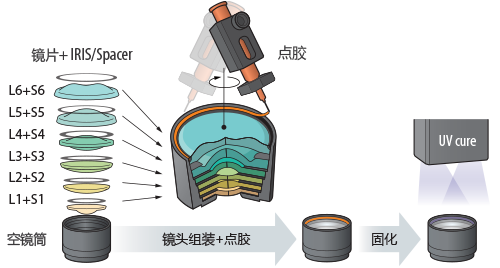 镜片+ IRIS/Spacer
点胶
L6+S6
L5+S5
L4+S4
L3+S3
L2+S2
L1+S1
UV cure
空镜筒
镜头组装+点胶
固化